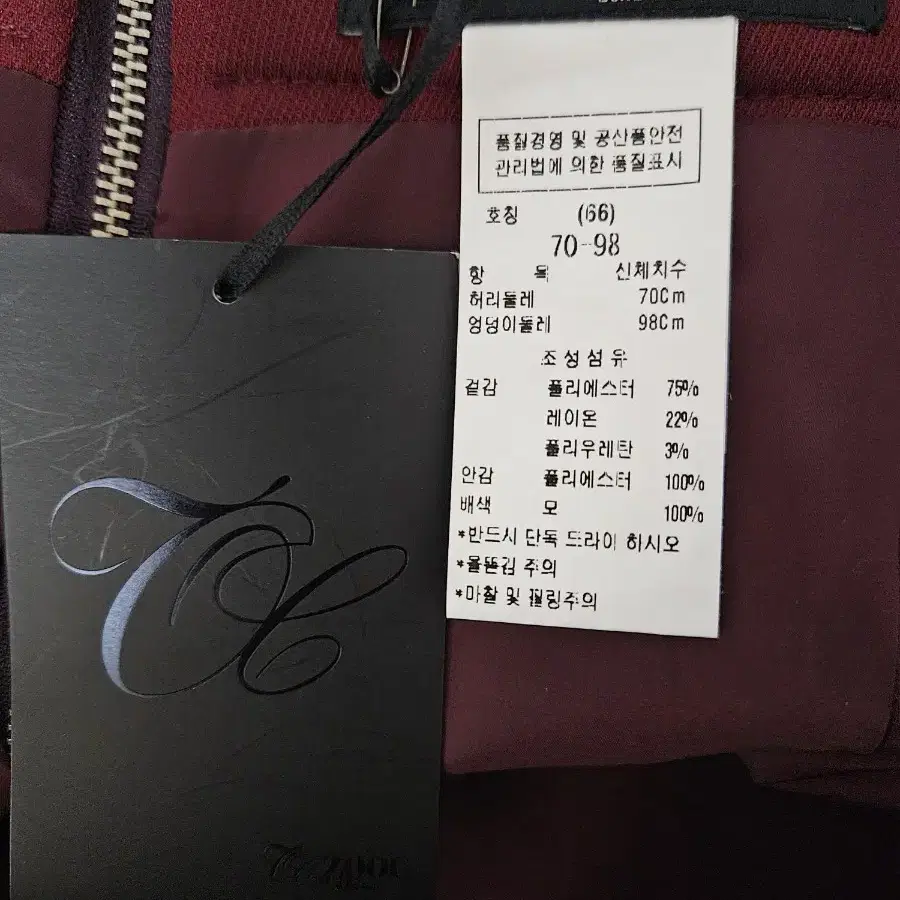 품질경영 및 공산품안전
관리법에 의한 품질표시
호칭 (66)
70-98
항 목 신체치수
허리둘레 70Cm
엉덩이둘레 98Cm
조성섬유
겉감 폴리에스터 75%
레이온 22%
폴리우레탄 3%
안감 폴리에스터 100%
배색 모 100%
*반드시 단독 드라이 하시오
*올뜯김 주의
*마찰 및 필링주의